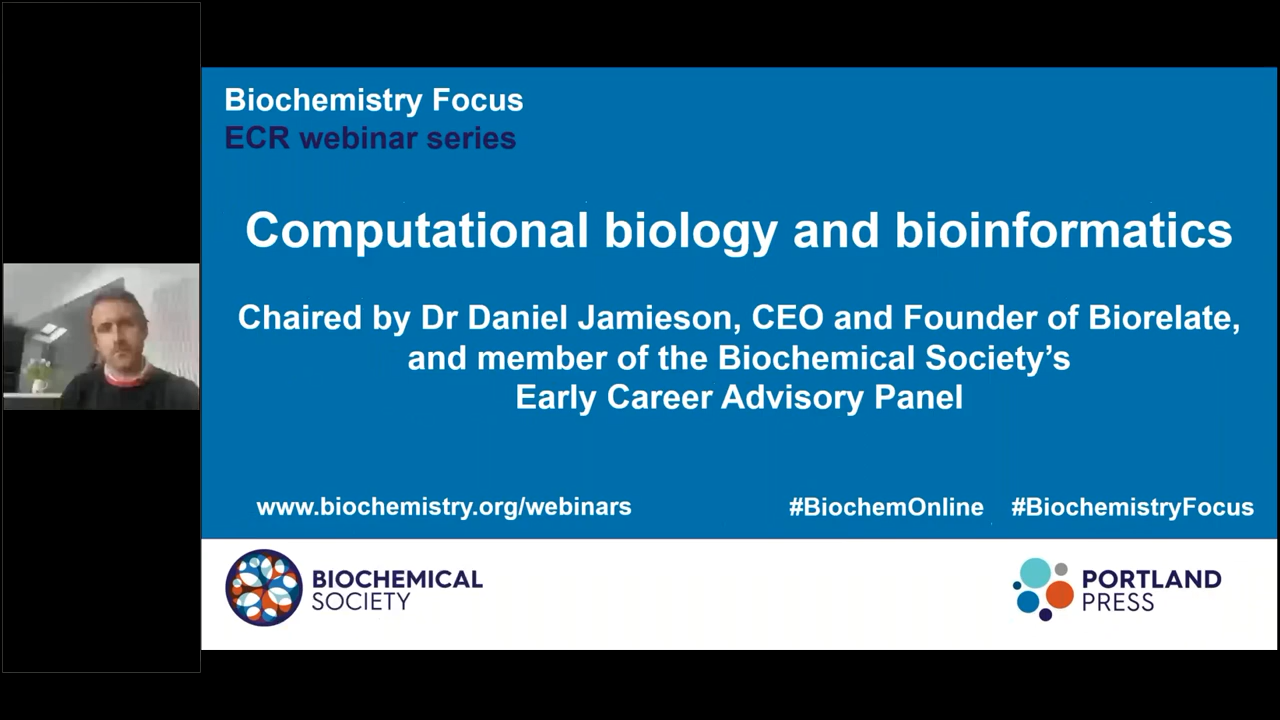 Biochemistry Focus
ECR webinar series
Computational biology and bioinformatics
Chaired by Dr Daniel Jamieson, CEO and Founder of Biorelate,
and member of the Biochemical Society’s
Early Career Advisory Panel
www.biochemistry.org/webinars
#BiochemOnline #BiochemistryFocus
BIOCHEMICAL
SOCIETY
PORTLAND
PRESS